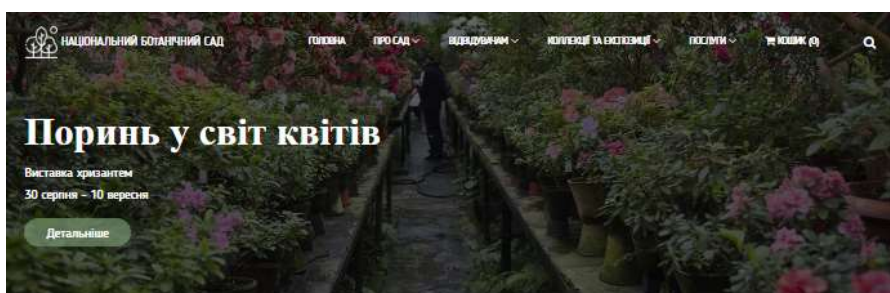 НАЦІОНАЛЬНИЙ БОТАНІЧНИЙ САД
ГОЛОВНА ПРО САД ВІДВІДУВАЧАМ КОЛЛЕКЦІЇ ТА ЕКСПОЗИЦІЇ ПОСЛУГИ КОШИК (0)
Поринь у світ квітів
Виставка хризантем
30 серпня – 10 вересня
Детальніше